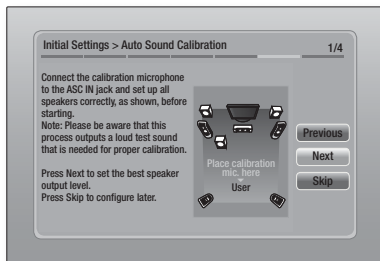 Initial Settings > Auto Sound Calibration
1/4
Connect the calibration microphone
to the ASC IN jack and set up all
speakers correctly, as shown, before
starting.
Note: Please be aware that this
process outputs a loud test sound
that is needed for proper calibration.
Press Next to set the best speaker
output level.
Press Skip to configure later.
Place calibration
mic. here
User
Previous
Next
Skip